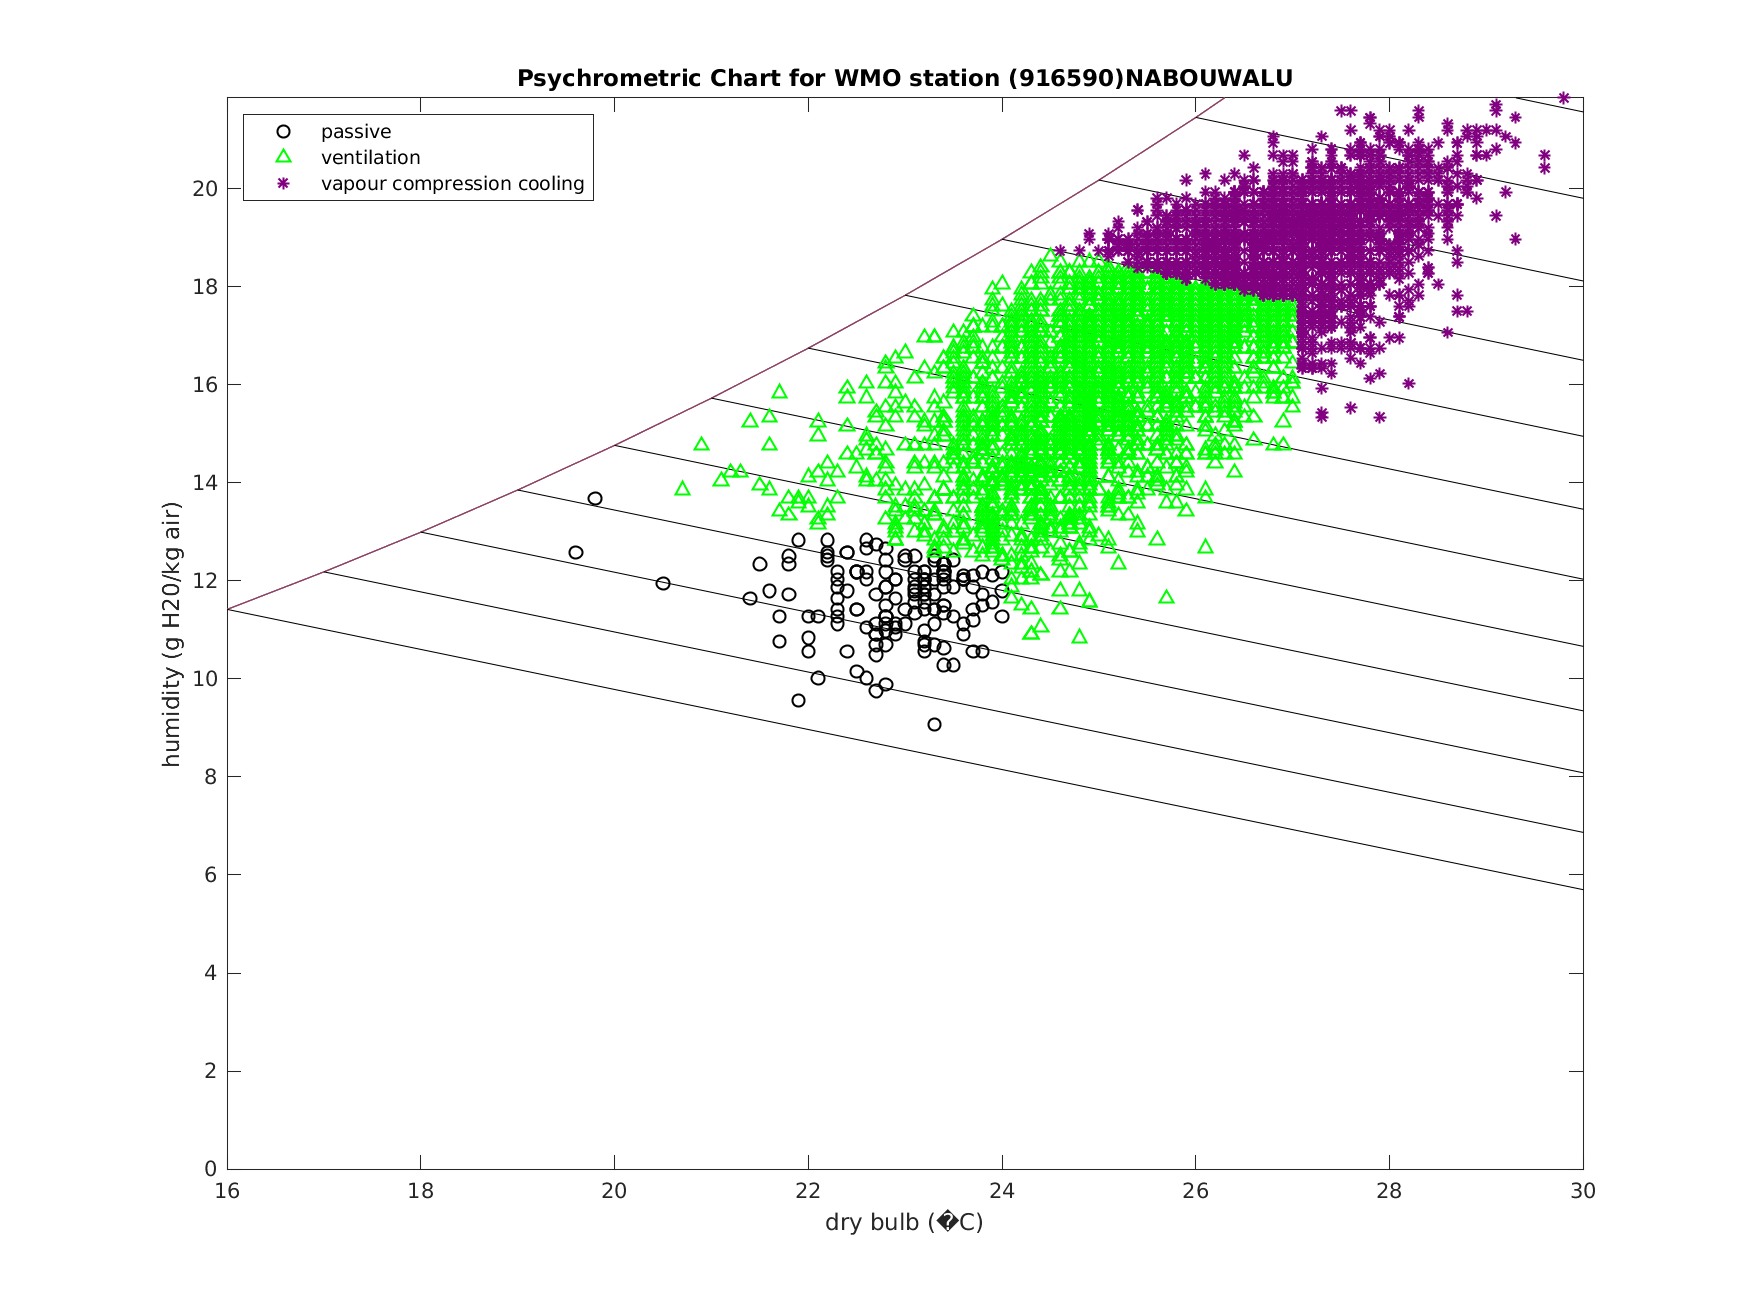 Psychrometric Chart for WMO station (916590)NABOUWALU
passive
ventilation
vapour compression cooling
humidity (g H20/kg air)
20
18
16
14
12
10
8
6
4
2
0
16 18 20 22 24 26 28 30
dry bulb (�C)